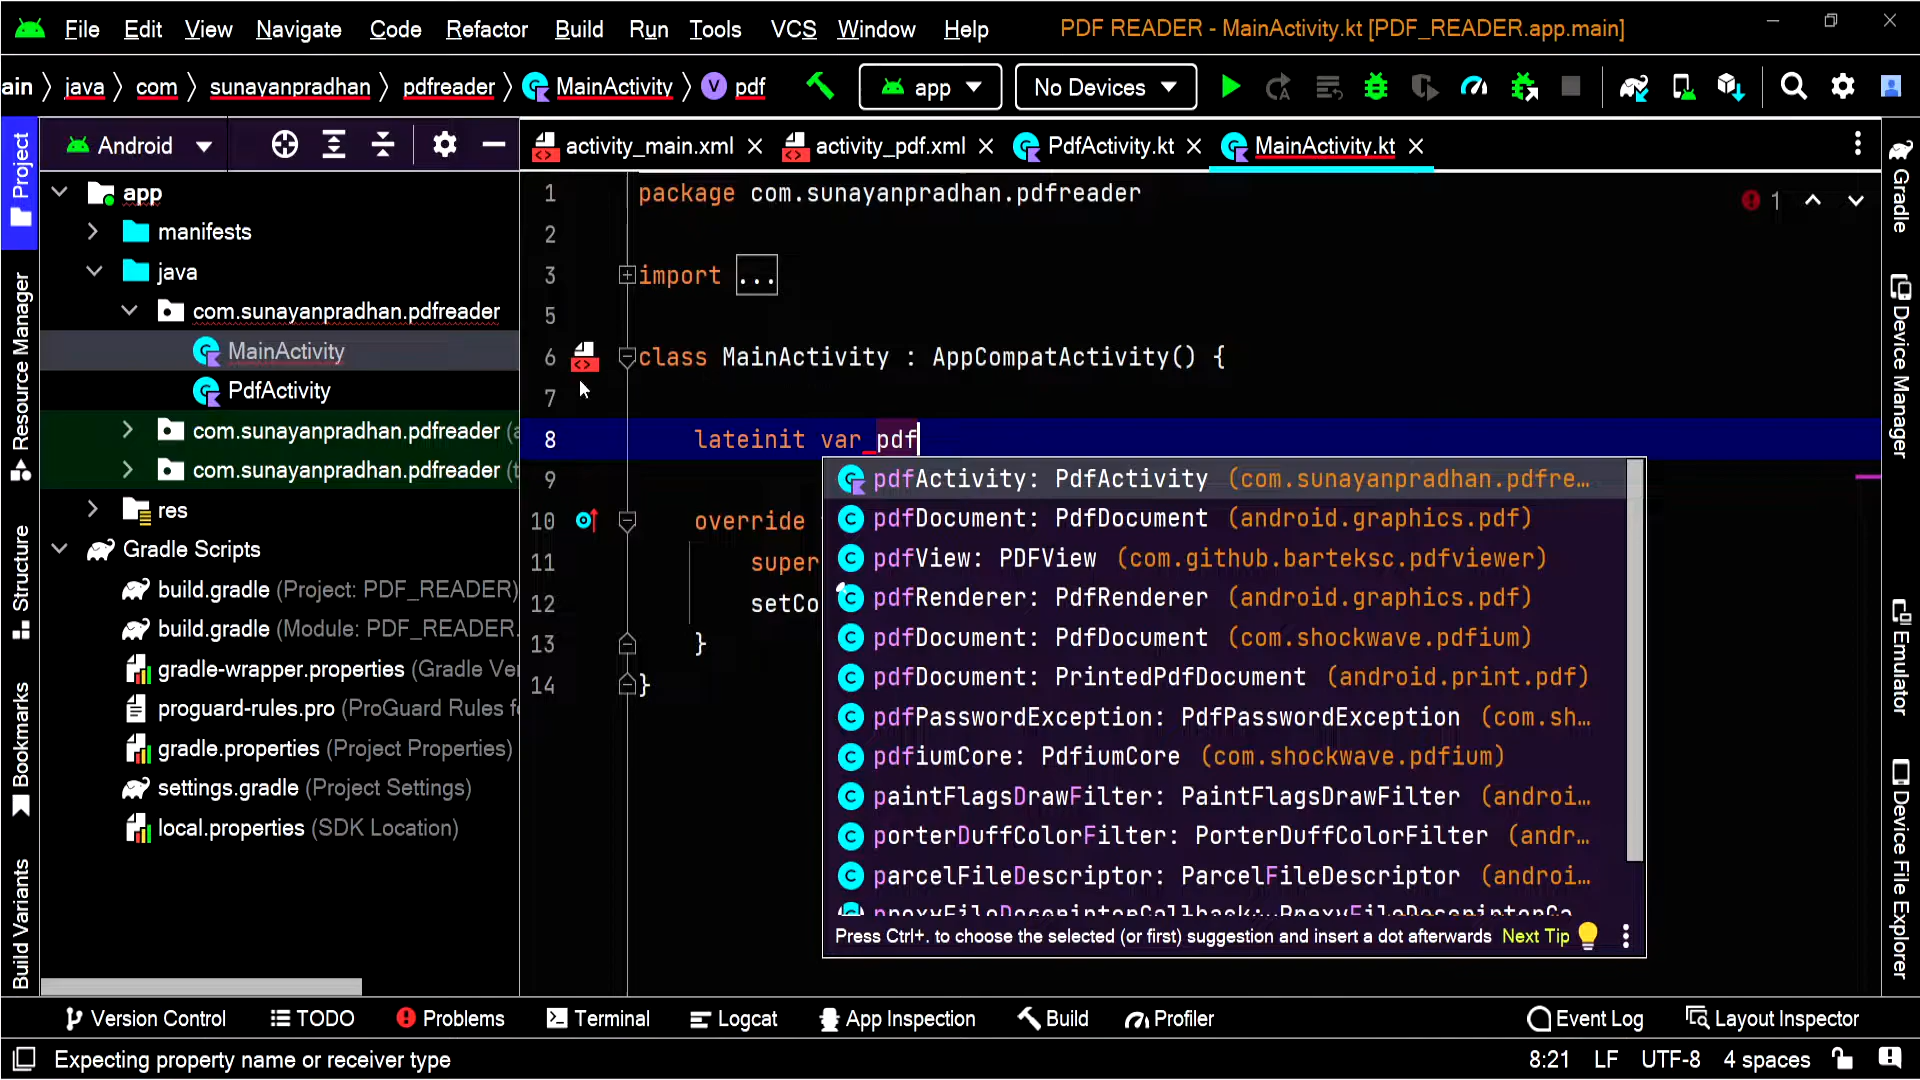 File Edit View Navigate Code Refactor Build Run Tools VCS Window Help PDF READER - MainActivity.kt [PDF_READER.app.main]
ain java com sunayanpradhan pdfreader MainActivity V pdf app No Devices
Project
Android
activity_main.xml activity_pdf.xml PdfActivity.kt MainActivity.kt
Gradle
app
manifests
java
com.sunayanpradhan.pdfreader
MainActivity
PdfActivity
com.sunayanpradhan.pdfreader (a
com.sunayanpradhan.pdfreader (t
res
Gradle Scripts
build.gradle (Project: PDF_READER)
build.gradle (Module: PDF_READER.
gradle-wrapper.properties (Gradle Ve
proguard-rules.pro (ProGuard Rules f
gradle.properties (Project Properties)
settings.gradle (Project Settings)
local.properties (SDK Location)
Resource Manager
Structure
Bookmarks
Build Variants
1 package com.sunayanpradhan.pdfreader
1
2
3 import ...
5
6 class MainActivity : AppCompatActivity() {
7
8 lateinit var pdf
9
10 override
11 super
12 setCo
13 }
14 }
pdfActivity: PdfActivity (com.sunayanpradhan.pdfre...
pdfDocument: PdfDocument (android.graphics.pdf)
pdfView: PDFView (com.github.barteksc.pdfviewer)
pdfRenderer: PdfRenderer (android.graphics.pdf)
pdfDocument: PdfDocument (com.shockwave.pdfium)
pdfDocument: PrintedPdfDocument (android.print.pdf)
pdfPasswordException: PdfPasswordException (com.sh...
pdfiumCore: PdfiumCore (com.shockwave.pdfium)
paintFlagsDrawFilter: PaintFlagsDrawFilter (androi...
porterDuffColorFilter: PorterDuffColorFilter (andr...
parcelFileDescriptor: ParcelFileDescriptor (androi...
Press Ctrl+. to choose the selected (or first) suggestion and insert a dot afterwards Next Tip
Device Manager
Emulator
Device File Explorer
Version Control TODO Problems Terminal Logcat App Inspection Build Profiler Event Log Layout Inspector
Expecting property name or receiver type 8:21 LF UTF-8 4 spaces